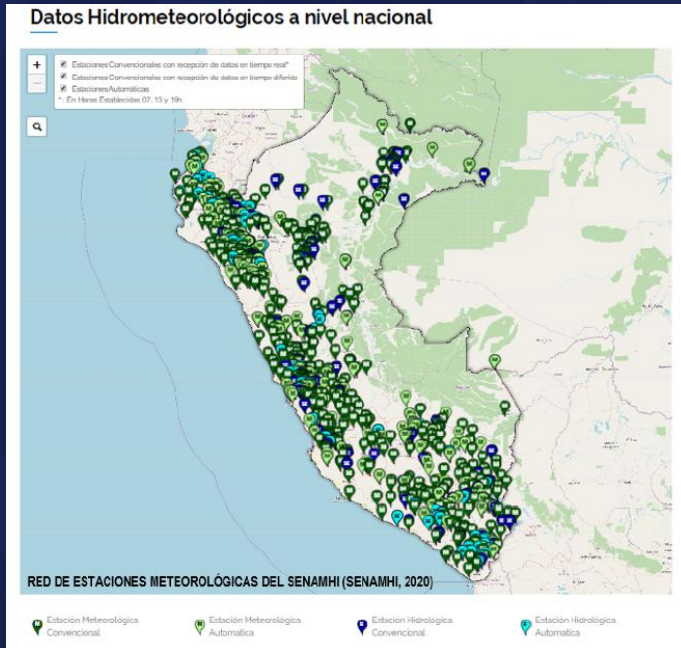 Datos Hidrometeorológicos a nivel nacional
+
Estaciones Convencionales con recepción de datos en tiempo real*
Estaciones Convencionales con recepción de datos en tiempo diferido
Estaciones Automáticas
* : En Horas Establecidas 07, 13 y 19h.
RED DE ESTACIONES METEOROLÓGICAS DEL SENAMHI (SENAMHI, 2020)
Estación Meteorológica
Convencional
Estación Meteorológica
Automatica
Estación Hidrológica
Convencional
Estación Hidrológica
Automatica